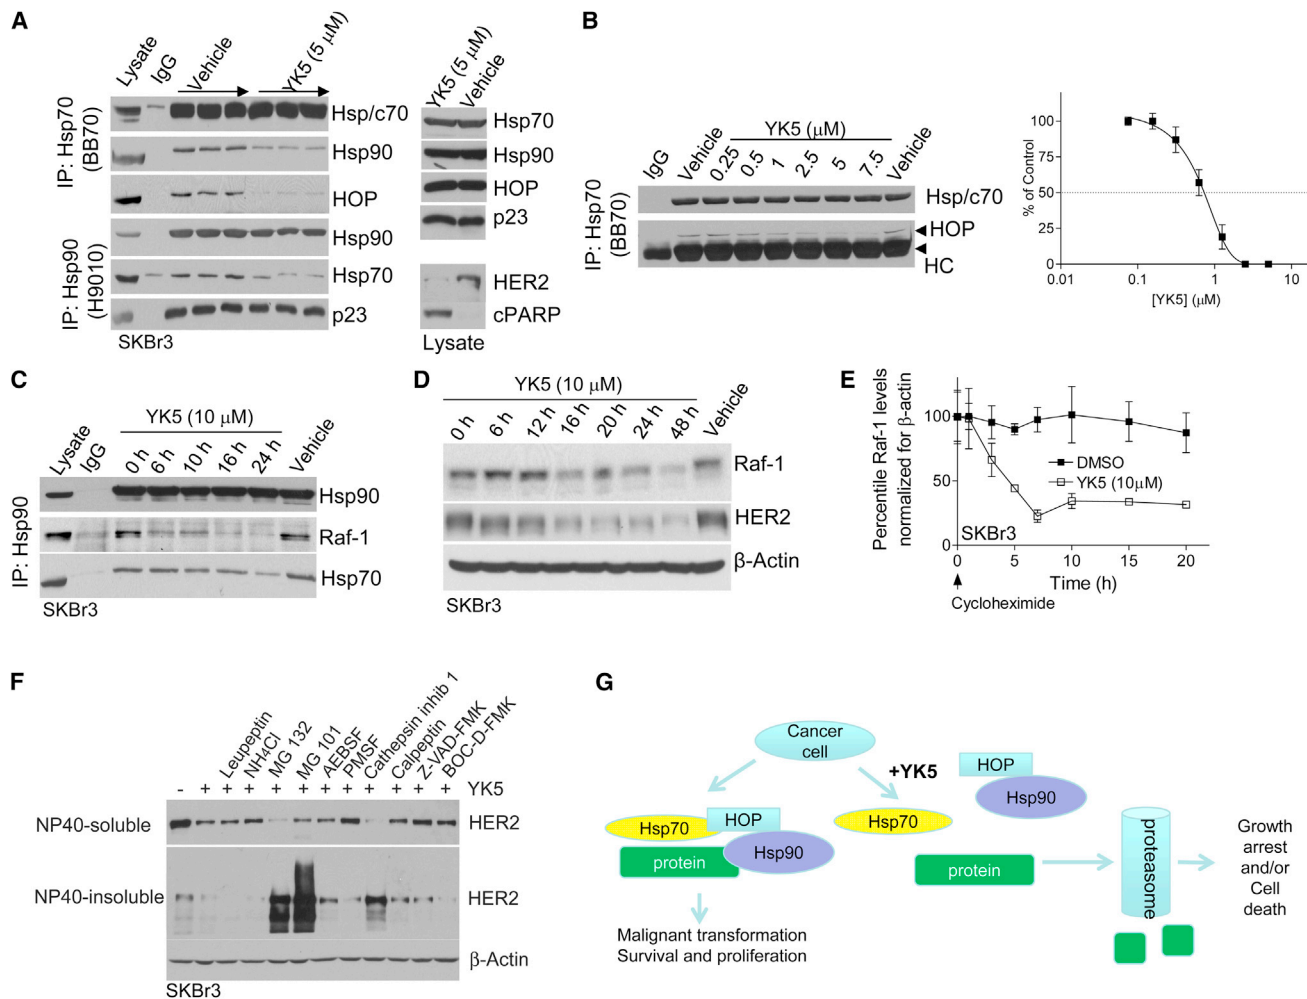 A
Lysate
IgG
Vehicle
YK5 (5 µM)
IP: Hsp70
(BB70)
Hsp/c70
Hsp90
HOP
IP: Hsp90
(H9010)
Hsp90
Hsp70
p23
SKBr3
YK5 (5 µM)
Vehicle
Hsp70
Hsp90
HOP
p23
HER2
cPARP
Lysate
B
YK5 (µM)
IgG
Vehicle
0.25
0.5
1
2.5
5
7.5
Vehicle
IP: Hsp70
(BB70)
Hsp/c70
HOP
HC
% of Control
100
75
50
25
0
0.01
0.1
1
10
[YK5] (µM)
C
YK5 (10 µM)
Lysate
IgG
0 h
6 h
10 h
16 h
24 h
Vehicle
IP: Hsp90
Hsp90
Raf-1
Hsp70
SKBr3
D
YK5 (10 µM)
0 h
6 h
12 h
16 h
20 h
24 h
48 h
Vehicle
Raf-1
HER2
β-Actin
SKBr3
E
Percentile Raf-1 levels
normalized for β-actin
100
50
0
DMSO
YK5 (10µM)
SKBr3
0
5
10
15
20
Time (h)
Cycloheximide
F
Leupeptin
NH4Cl
MG 132
MG 101
AEBSF
PMSF
Cathepsin inhib 1
Calpeptin
Z-VAD-FMK
BOC-D-FMK
- + + + + + + + + + + + YK5
NP40-soluble
HER2
NP40-insoluble
HER2
β-Actin
SKBr3
G
Cancer
cell
+YK5
HOP
Hsp90
Hsp70
HOP
Hsp70
protein
Hsp90
protein
proteasome
Growth
arrest
and/or
Cell
death
Malignant transformation
Survival and proliferation